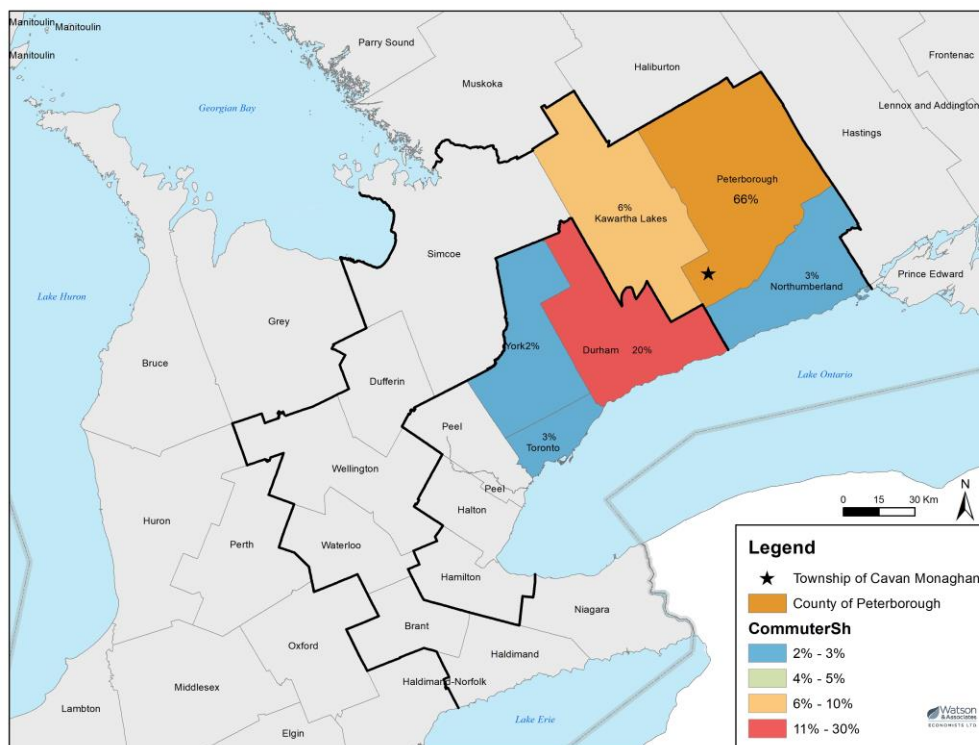 Manitoulin
Manitoulin
Manitoulin
Parry Sound
Muskoka
Haliburton
Frontenac
Lennox and Addington
Hastings
Georgian Bay
Peterborough
66%
6%
Kawartha Lakes
Simcoe
3%
Northumberland
Prince Edward
Lake Huron
Grey
Bruce
York2%
Durham 20%
Dufferin
Lake Ontario
Peel
3%
Toronto
Wellington
Peel
Halton
Huron
Perth
Waterloo
Hamilton
Niagara
Brant
Oxford
Haldimand
Haldimand-Norfolk
Middlesex
Lambton
Elgin
Lake Erie
N
0 15 30 Km
Legend
Township of Cavan Monaghan
County of Peterborough
CommuterSh
2% - 3%
4% - 5%
6% - 10%
11% - 30%
Watson
& Associates
ECONOMISTS LTD.